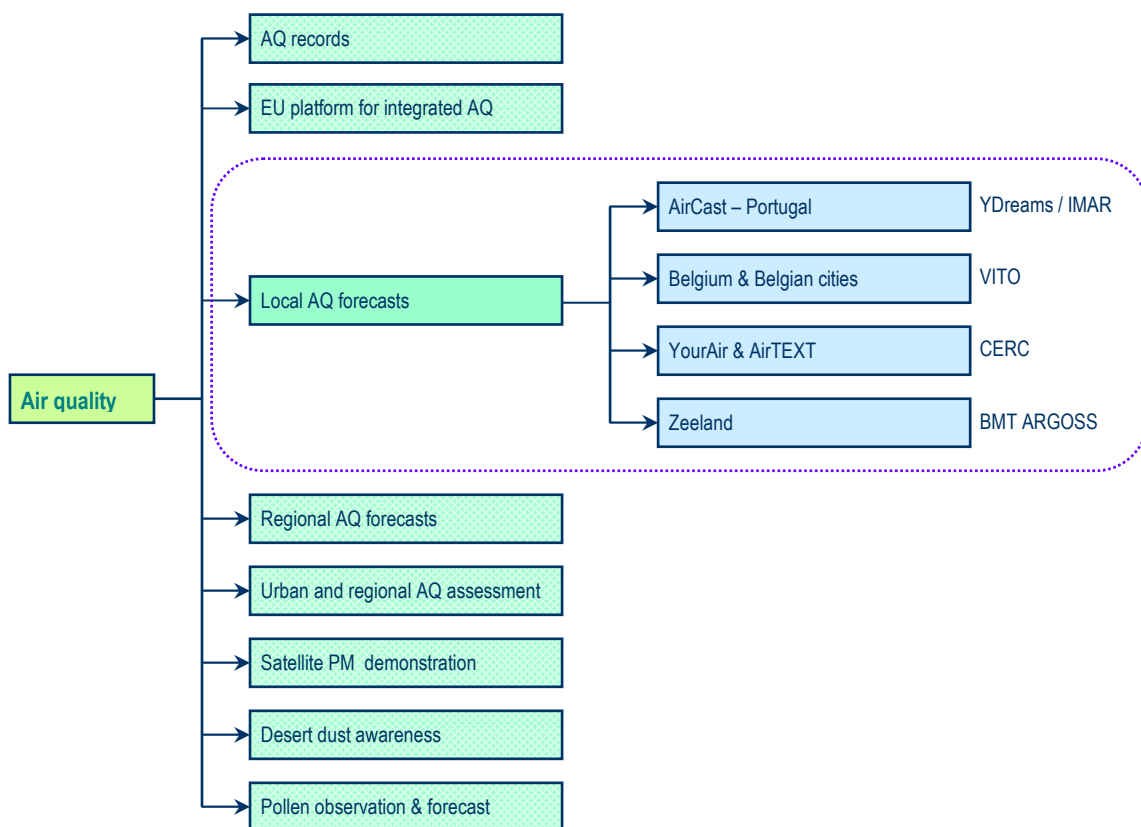 AQ records
EU platform for integrated AQ
AirCast – Portugal
YDreams / IMAR
Belgium & Belgian cities
VITO
Local AQ forecasts
YourAir & AirTEXT
CERC
Air quality
Zeeland
BMT ARGOSS
Regional AQ forecasts
Urban and regional AQ assessment
Satellite PM  demonstration
Desert dust awareness
Pollen observation & forecast